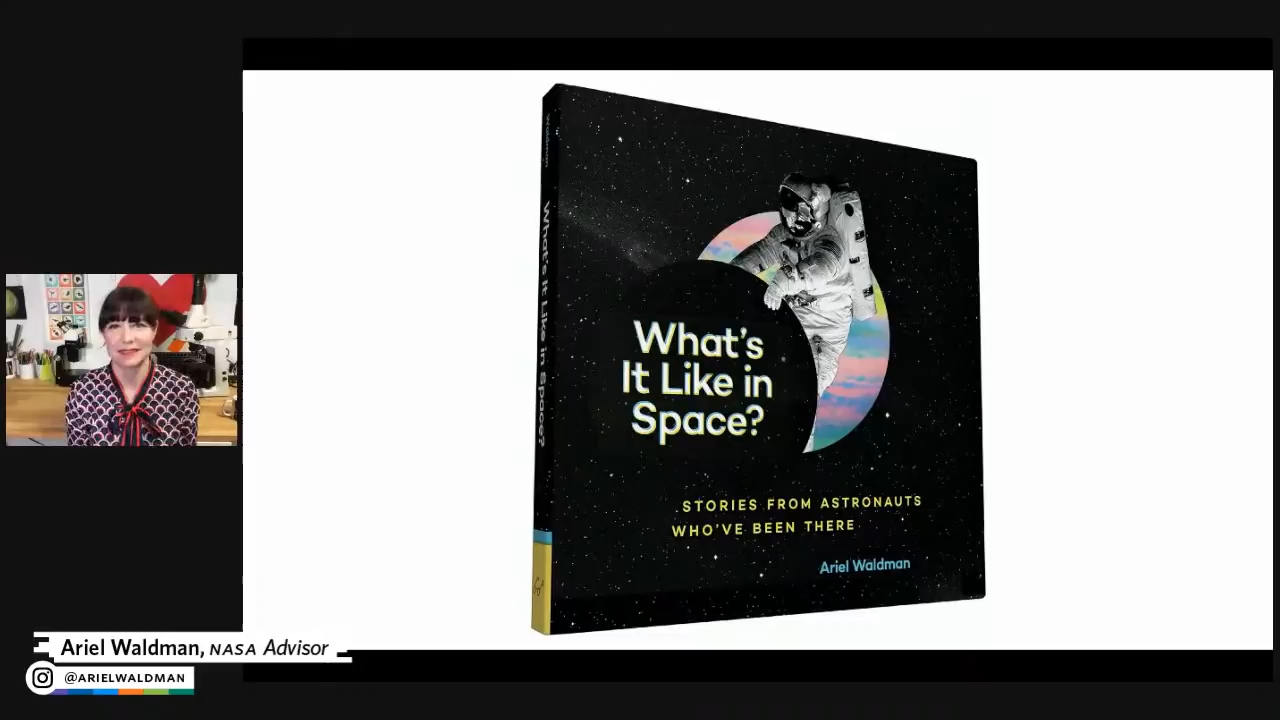 Waldman
What's It Like in Space?
What's
It Like in
Space?
STORIES FROM ASTRONAUTS
WHO'VE BEEN THERE
Ariel Waldman
Ariel Waldman, NASA Advisor
@ARIELWALDMAN